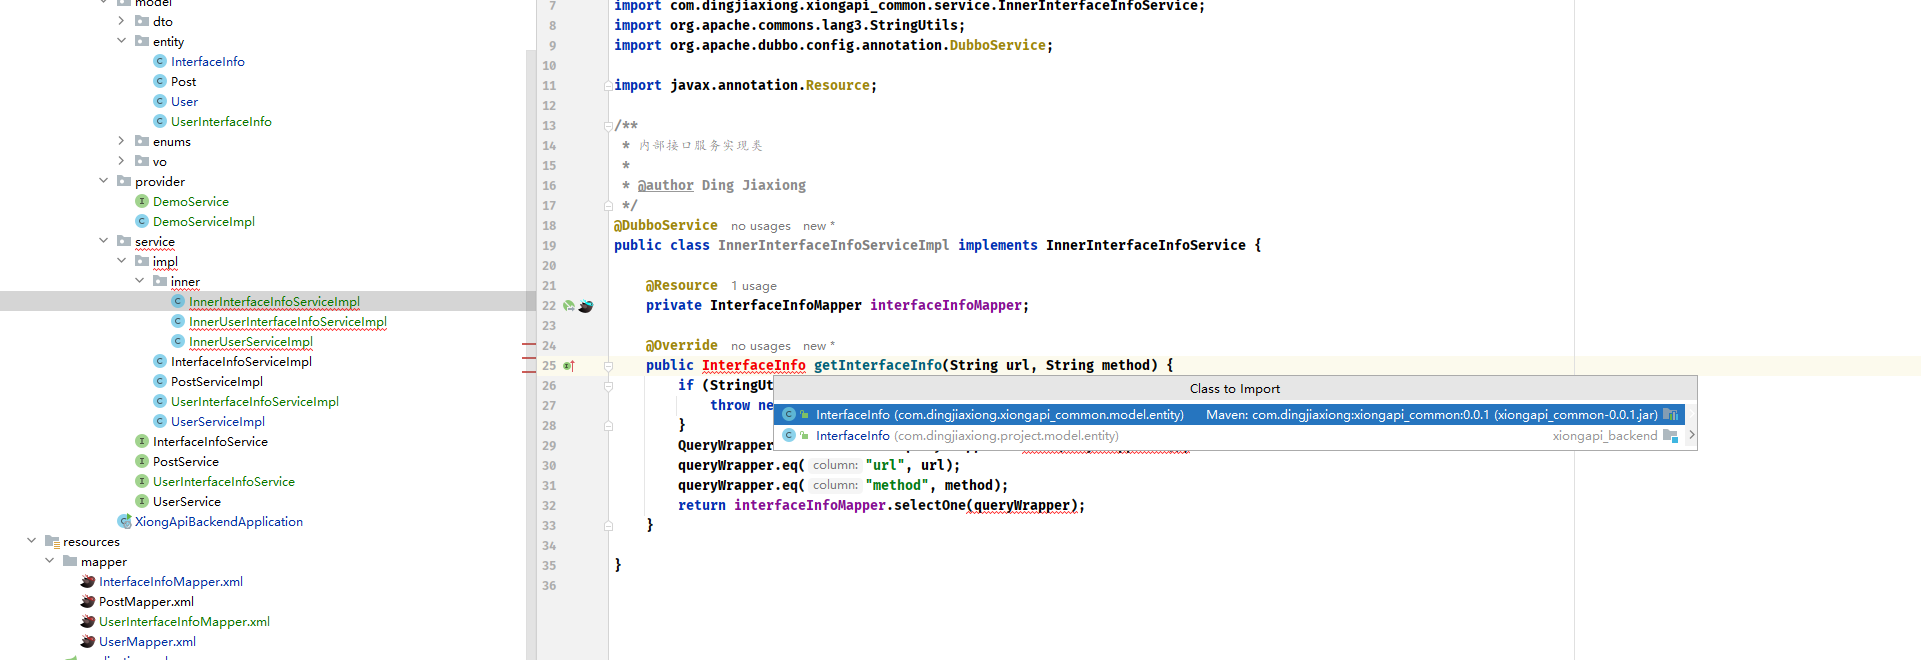 model
dto
entity
InterfaceInfo
Post
User
UserInterfaceInfo
enums
vo
provider
DemoService
DemoServiceImpl
service
impl
inner
InnerInterfaceInfoServiceImpl
InnerUserInterfaceInfoServiceImpl
InnerUserServiceImpl
InterfaceInfoServiceImpl
PostServiceImpl
UserInterfaceInfoServiceImpl
UserServiceImpl
InterfaceInfoService
PostService
UserInterfaceInfoService
UserService
XiongApiBackendApplication
resources
mapper
InterfaceInfoMapper.xml
PostMapper.xml
UserInterfaceInfoMapper.xml
UserMapper.xml
7 import com.dingjiaxiong.xiongapi_common.service.InnerInterfaceInfoService;
8 import org.apache.commons.lang3.StringUtils;
9 import org.apache.dubbo.config.annotation.DubboService;
10
11 import javax.annotation.Resource;
12
13 /**
14 * 内部接口服务实现类
15 *
16 * @author Ding Jiaxiong
17 */
18 @DubboService no usages new *
19 public class InnerInterfaceInfoServiceImpl implements InnerInterfaceInfoService {
20
21 @Resource 1 usage
22 private InterfaceInfoMapper interfaceInfoMapper;
23
24 @Override no usages new *
25 public InterfaceInfo getInterfaceInfo(String url, String method) {
26 if (StringUt
27 throw ne
28 }
29 QueryWrapper
30 queryWrapper.eq( column: "url", url);
31 queryWrapper.eq( column: "method", method);
32 return interfaceInfoMapper.selectOne(queryWrapper);
33 }
34
35 }
36
Class to Import
InterfaceInfo (com.dingjiaxiong.xiongapi_common.model.entity) Maven: com.dingjiaxiong:xiongapi_common:0.0.1 (xiongapi_common-0.0.1.jar)
InterfaceInfo (com.dingjiaxiong.project.model.entity) xiongapi_backend